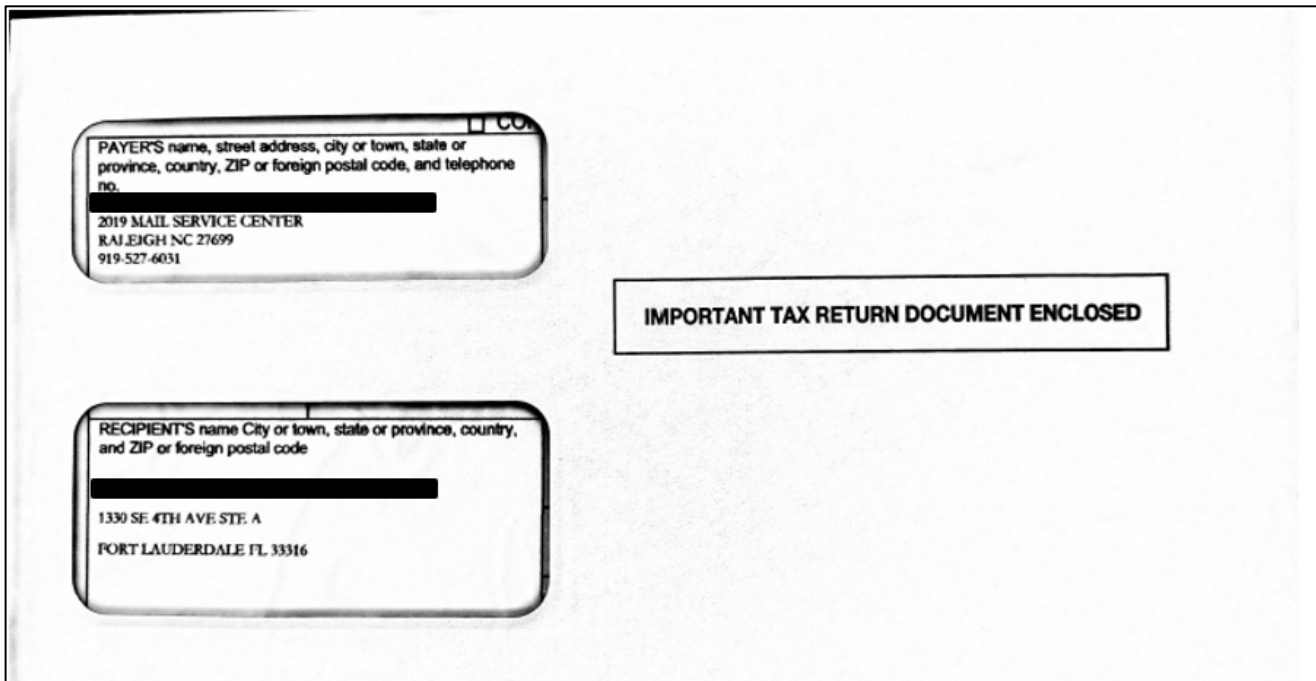 PAYER'S name, street address, city or town, state or
province, country, ZIP or foreign postal code, and telephone
no.
2019 MAIL SERVICE CENTER
RALEIGH NC 27699
919-527-6031
IMPORTANT TAX RETURN DOCUMENT ENCLOSED
RECIPIENT'S name City or town, state or province, country,
and ZIP or foreign postal code
1330 SE 4TH AVE STE A
FORT LAUDERDALE FL 33316